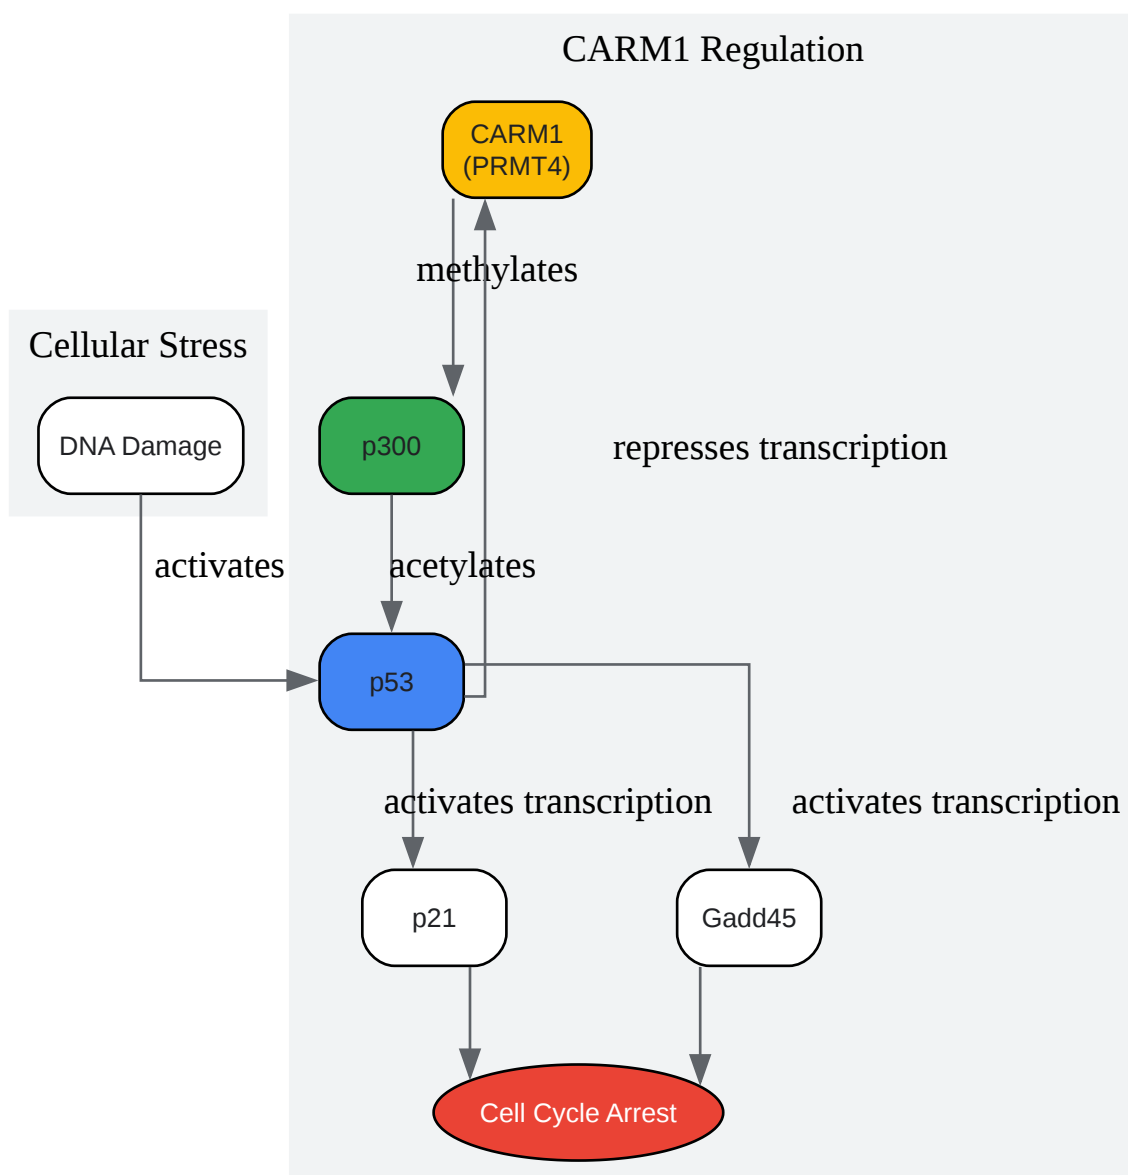 CARM1 Regulation
CARM1
(PRMT4)
methylates
Cellular Stress
DNA Damage
p300
represses transcription
activates
acetylates
p53
activates transcription
activates transcription
p21
Gadd45
Cell Cycle Arrest